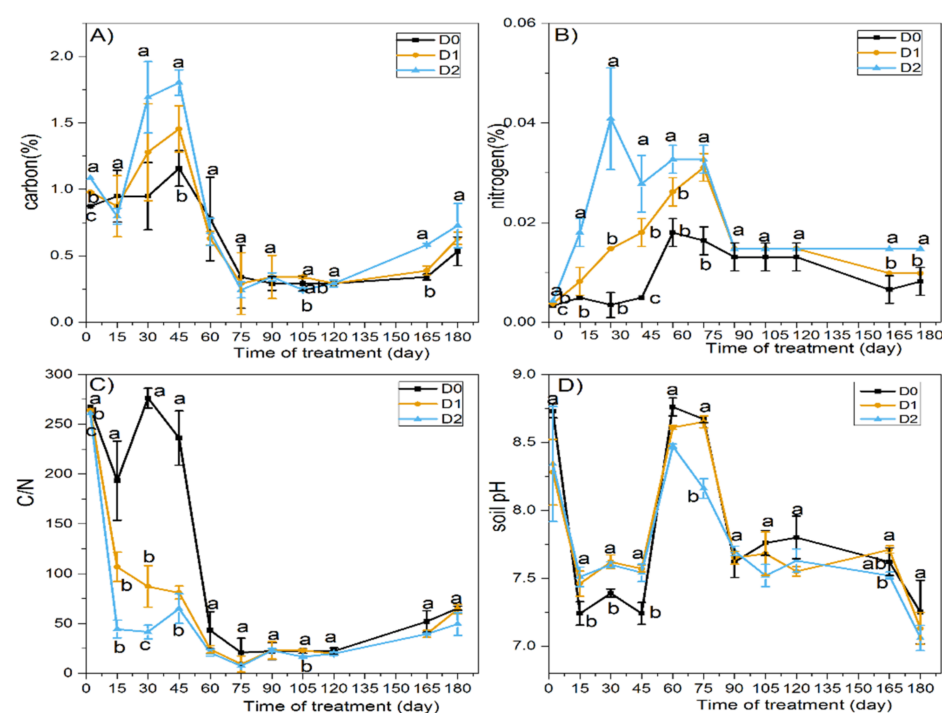 A)
D0
D1
D2
carbon(%)
2.0
1.5
1.0
0.5
0.0
a a a a a a a a a a a
b c b b ab b
0 15 30 45 60 75 90 105 120 135 150 165 180
Time of treatment (day)
B)
D0
D1
D2
nitrogen(%)
0.06
0.04
0.02
0.00
a a a a a a a a a a a a
b c b b b b c b b b b
0 15 30 45 60 75 90 105 120 135 150 165 180
Time of treatment (day)
C)
D0
D1
D2
C/N
300
250
200
150
100
50
0
a b c a a a a a a a a a a
b b b c b b
0 15 30 45 60 75 90 105 120 135 150 165 180
Time of treatment (day)
D)
D0
D1
D2
soil pH
9.0
8.5
8.0
7.5
7.0
a a a a a a a a a a a
b b b b ab b
0 15 30 45 60 75 90 105 120 135 150 165 180
Time of treatment (day)